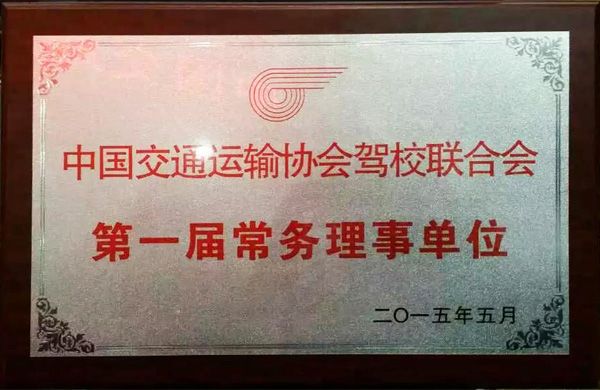 中国交通运输协会驾校联合会
第一届常务理事单位
二〇一五年五月